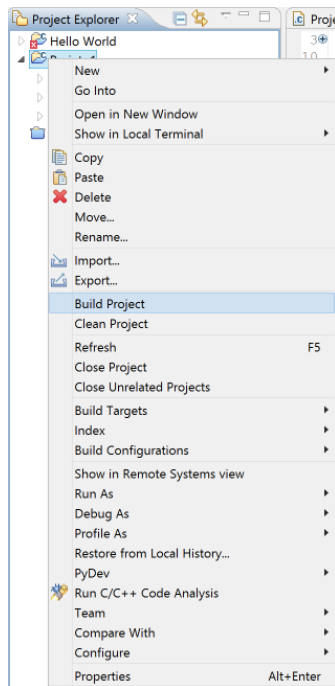 Project Explorer
Proje
3
10
Hello World
New
Go Into
Open in New Window
Show in Local Terminal
Copy
Paste
Delete
Move...
Rename...
Import...
Export...
Build Project
Clean Project
Refresh F5
Close Project
Close Unrelated Projects
Build Targets
Index
Build Configurations
Show in Remote Systems view
Run As
Debug As
Profile As
Restore from Local History...
PyDev
Run C/C++ Code Analysis
Team
Compare With
Configure
Properties Alt+Enter